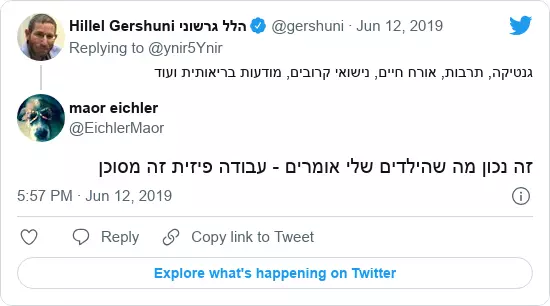 Hillel Gershuni הלל גרשוני @gershuni · Jun 12, 2019
Replying to @ynir5Ynir
גנטיקה, תרבות, אורח חיים, נישואי קרובים, מודעות בריאותית ועוד
maor eichler
@EichlerMaor
זה נכון מה שהילדים שלי אומרים - עבודה פיזית זה מסוכן
5:57 PM · Jun 12, 2019
Reply
Copy link to Tweet
Explore what's happening on Twitter